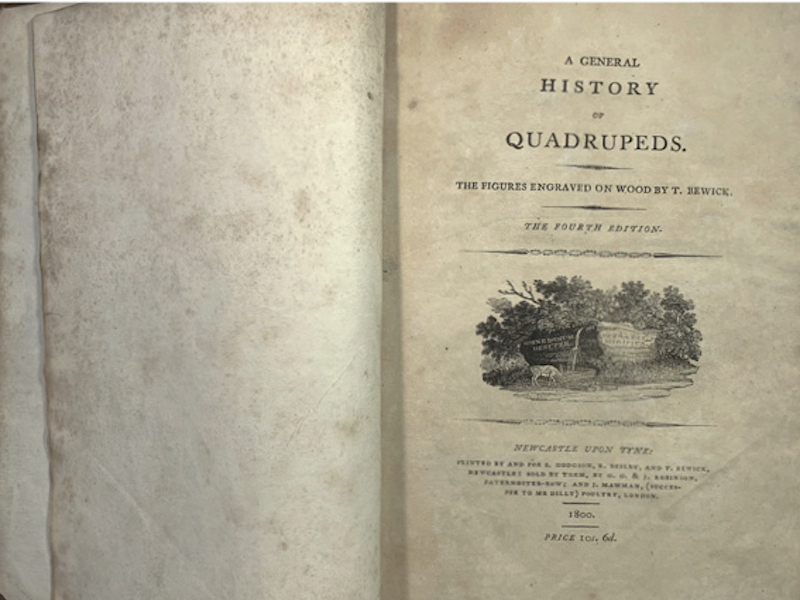 A GENERAL
HISTORY
OF
QUADRUPEDS.
THE FIGURES ENGRAVED ON WOOD BY T. BEWICK.
THE FOURTH EDITION.
NEWCASTLE UPON TYNE:
PRINTED BY AND FOR S. HODGSON, R. BEILBY, AND T. BEWICK,
NEWCASTLE: SOLD BY THEM, BY G. G. & J. ROBINSON,
PATERNOSTER-ROW; AND J. MAWMAN, (SUCCES-
SOR TO MR DILLY) POULTRY, LONDON.
1800.
PRICE 10s. 6d.